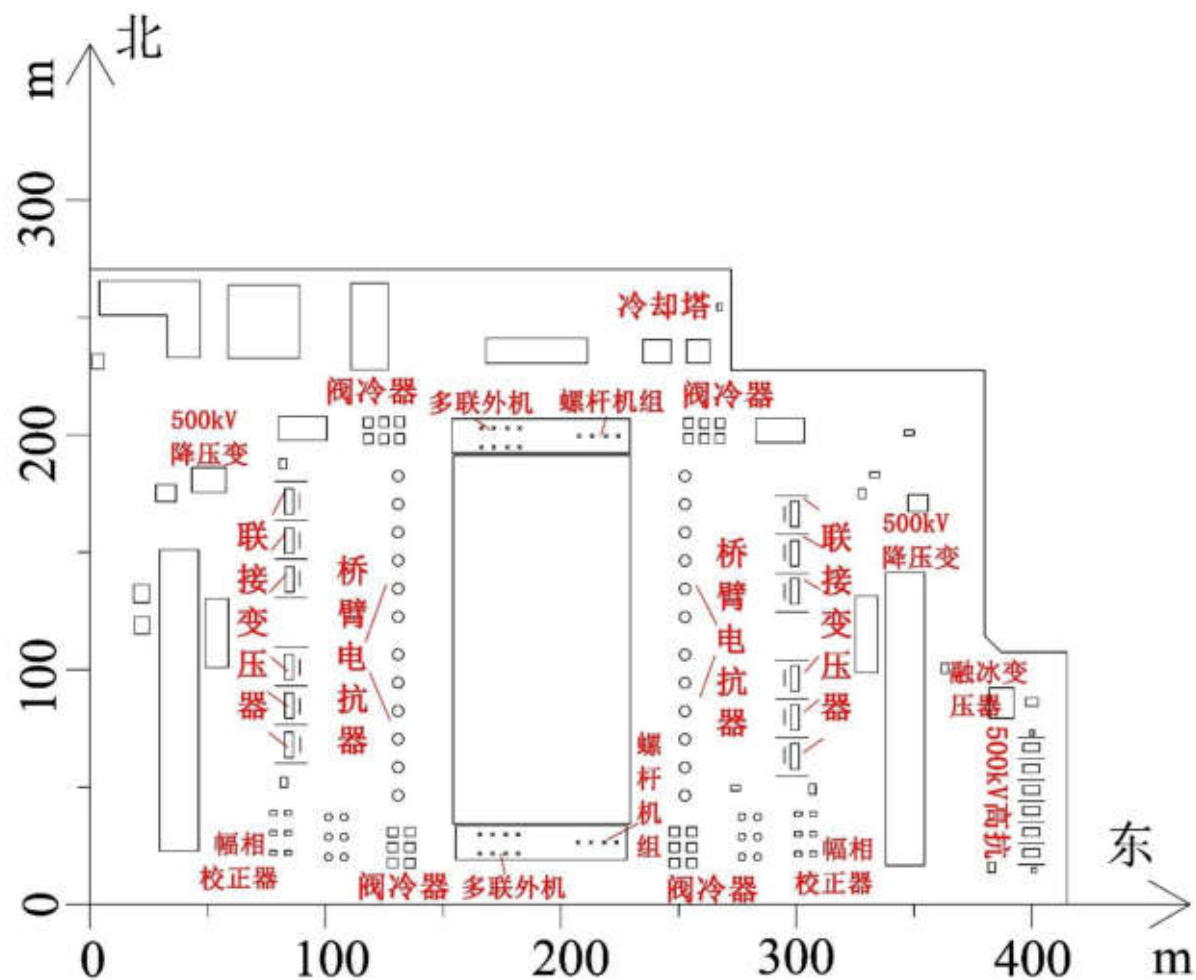 北
m
300
200
100
0
冷却塔
阀冷器
多联外机
螺杆机组
阀冷器
500kV
降压变
联接变压器
桥臂电抗器
桥臂电抗器
联接变压器
500kV
降压变
融冰变
压器
500kV高抗
螺杆机组
幅相
校正器
阀冷器
多联外机
阀冷器
幅相
校正器
东
0
100
200
300
400
m